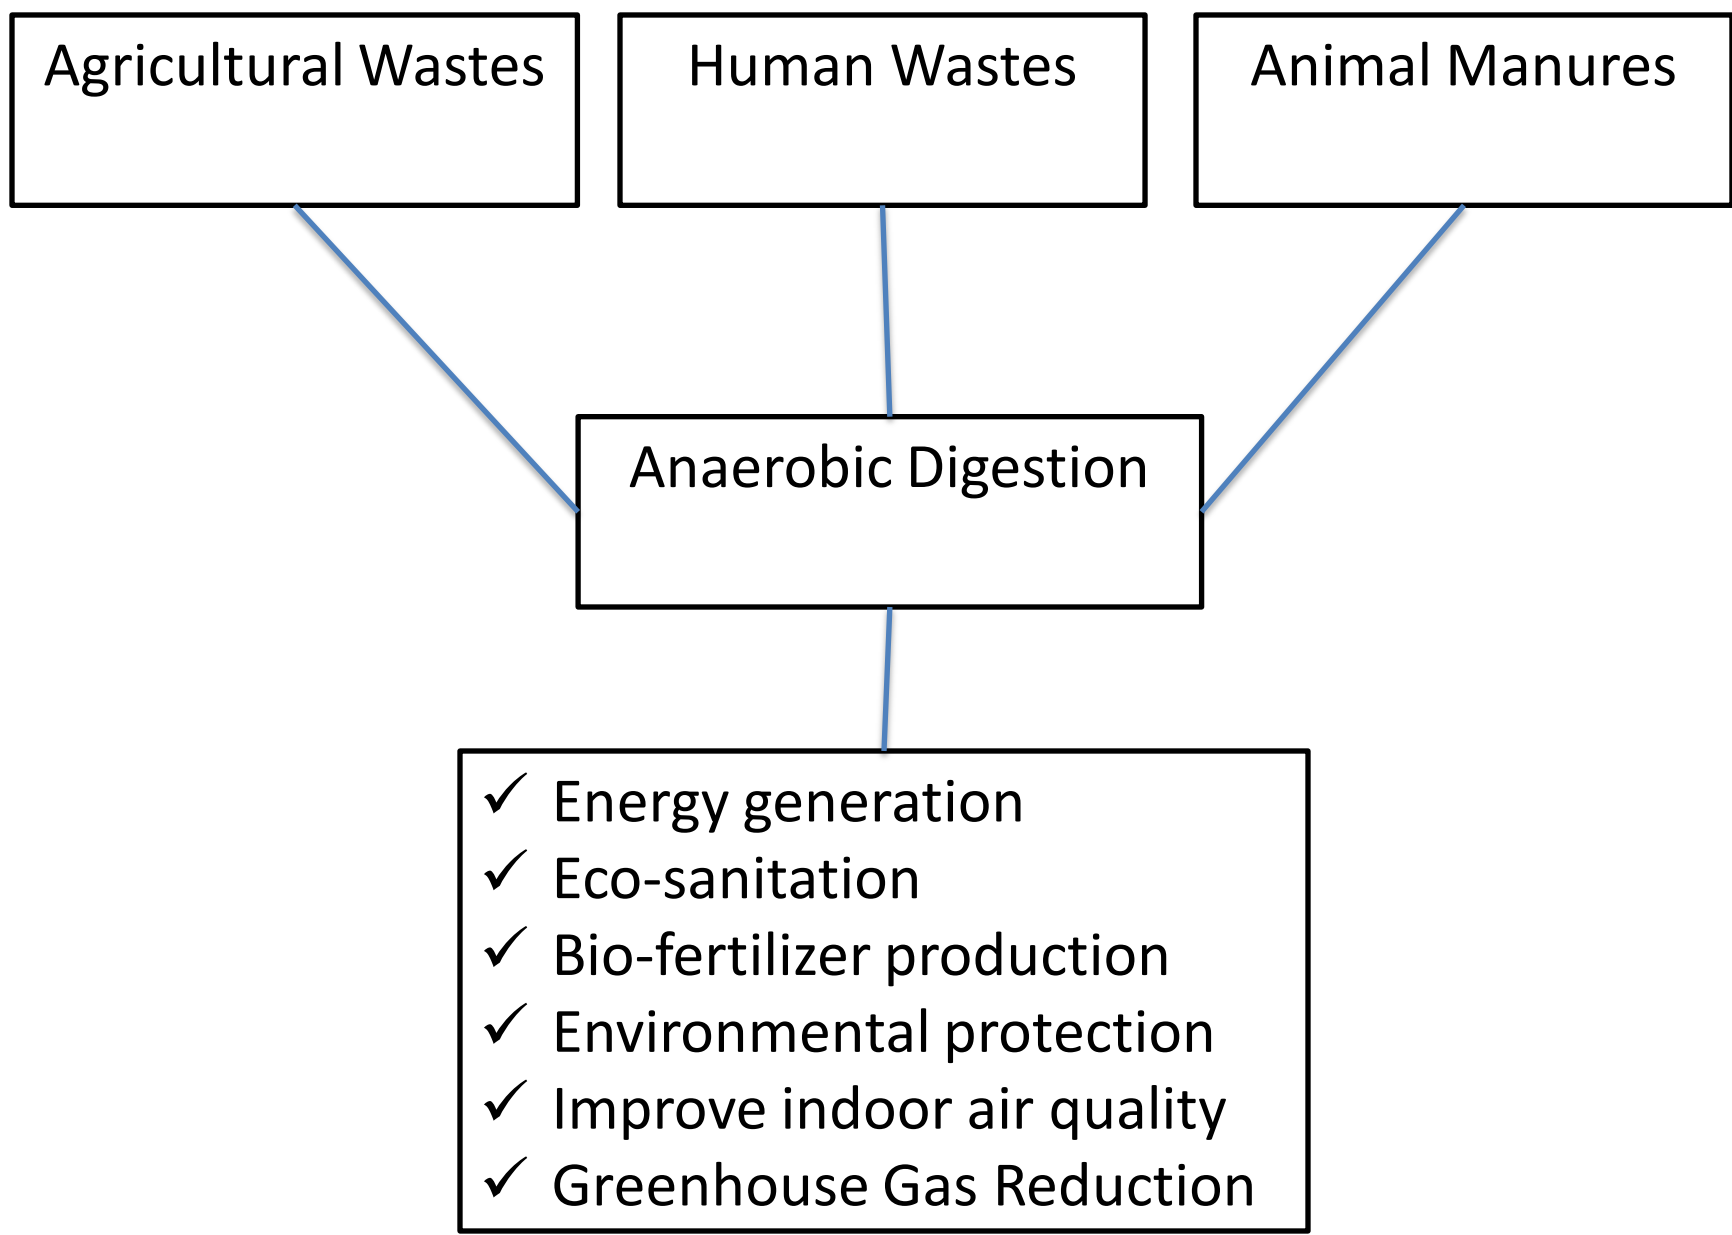 Agricultural Wastes
Human Wastes
Animal Manures
Anaerobic Digestion
✓ Energy generation
✓ Eco-sanitation
✓ Bio-fertilizer production
✓ Environmental protection
✓ Improve indoor air quality
✓ Greenhouse Gas Reduction